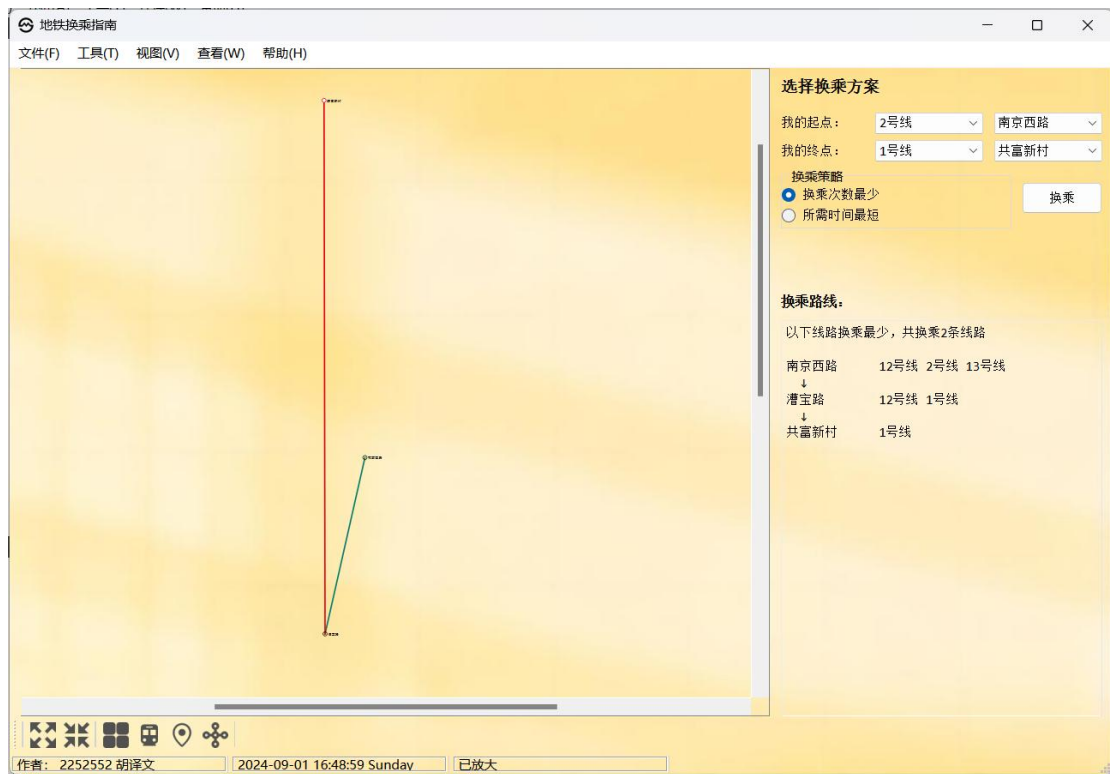 地铁换乘指南
文件(F) 工具(T) 视图(V) 查看(W) 帮助(H)
选择换乘方案
我的起点： 2号线 南京西路
我的终点： 1号线 共富新村
换乘策略
换乘次数最少
所需时间最短
换乘
换乘路线：
以下线路换乘最少，共换乘2条线路
南京西路 12号线 2号线 13号线
↓
漕宝路 12号线 1号线
↓
共富新村 1号线
作者： 2252552 胡译文 2024-09-01 16:48:59 Sunday 已放大